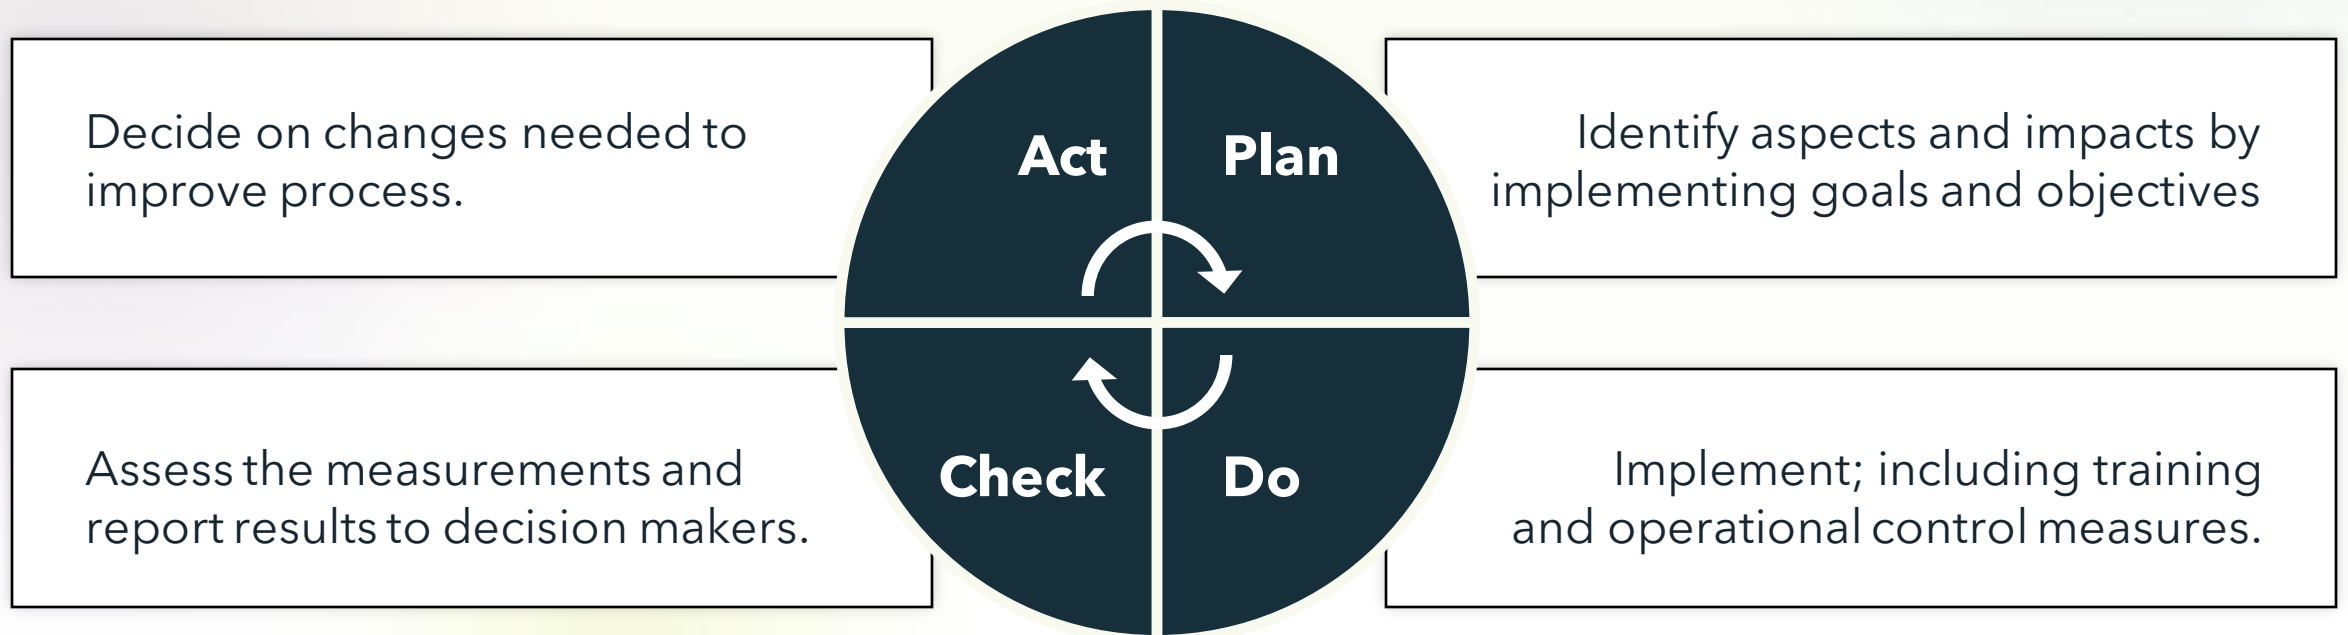 Decide on changes needed to
improve process.
Act
Plan
Identify aspects and impacts by
implementing goals and objectives
Assess the measurements and
report results to decision makers.
Check
Do
Implement; including training
and operational control measures.